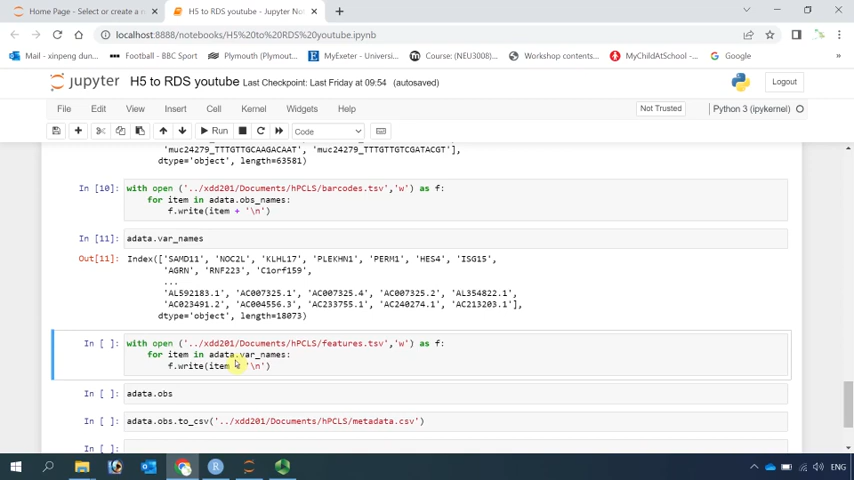 Home Page - Select or create a n
H5 to RDS youtube - Jupyter Not
localhost:8888/notebooks/H5%20to%20RDS%20youtube.ipynb
Mail - xinpeng dun...
Football - BBC Sport
Plymouth (Plymout...
MyExeter - Universi...
Course: (NEU3008)...
Workshop contents...
MyChildAtSchool -...
Google
»
jupyter H5 to RDS youtube Last Checkpoint: Last Friday at 09:54 (autosaved)
Logout
File Edit View Insert Cell Kernel Widgets Help
Not Trusted
Python 3 (ipykernel)
Run
Code
'muc24279_TTTGTTGCAAGACAAT', 'muc24279_TTTGTTGTCGATACGT'],
dtype='object', length=63581)
In [10]: with open ('../xdd201/Documents/hPCLS/barcodes.tsv','w') as f:
for item in adata.obs_names:
f.write(item + '\n')
In [11]: adata.var_names
Out[11]: Index(['SAMD11', 'NOC2L', 'KLHL17', 'PLEKHN1', 'PERM1', 'HES4', 'ISG15',
'AGRN', 'RNF223', 'C1orf159',
...
'AL592183.1', 'AC007325.1', 'AC007325.4', 'AC007325.2', 'AL354822.1',
'AC023491.2', 'AC004556.3', 'AC233755.1', 'AC240274.1', 'AC213203.1'],
dtype='object', length=18073)
In [ ]: with open ('../xdd201/Documents/hPCLS/features.tsv','w') as f:
for item in adata.var_names:
f.write(item '\n')
In [ ]: adata.obs
In [ ]: adata.obs.to_csv('../xdd201/Documents/hPCLS/metadata.csv')
In [ ]:
ENG